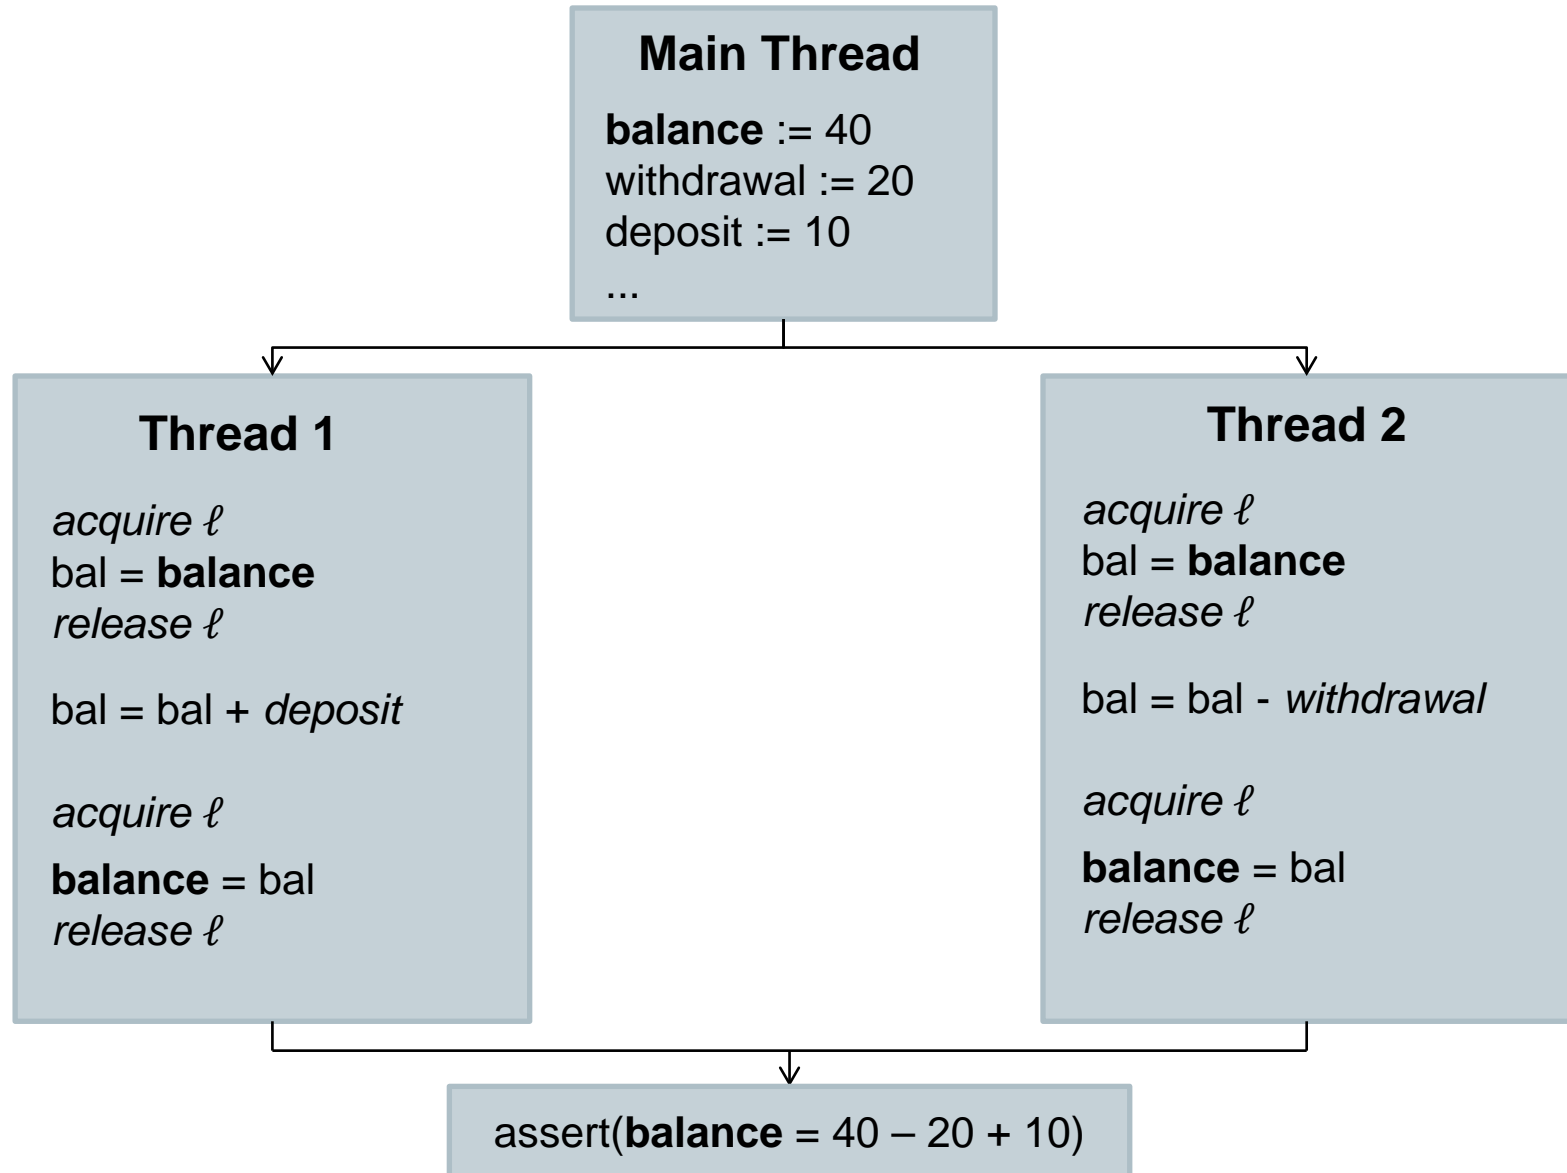 Main Thread
balance := 40
withdrawal := 20
deposit := 10
...
Thread 1
acquire ℓ
bal = balance
release ℓ
bal = bal + deposit
acquire ℓ
balance = bal
release ℓ
Thread 2
acquire ℓ
bal = balance
release ℓ
bal = bal - withdrawal
acquire ℓ
balance = bal
release ℓ
assert(balance = 40 – 20 + 10)